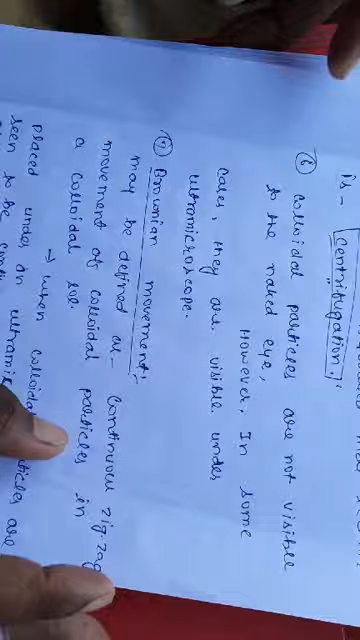 is - Centrifugation.
⑥ Colloidal particles are not visible
to the naked eye,
However, In some
cases, they are visible under
ultramicroscope.
⑦ Brownian movement:-
may be defined as - Continuous zig-zag
movement of colloidal particles in
a colloidal sol.
→ when colloidal particles are
placed under an
seen to be